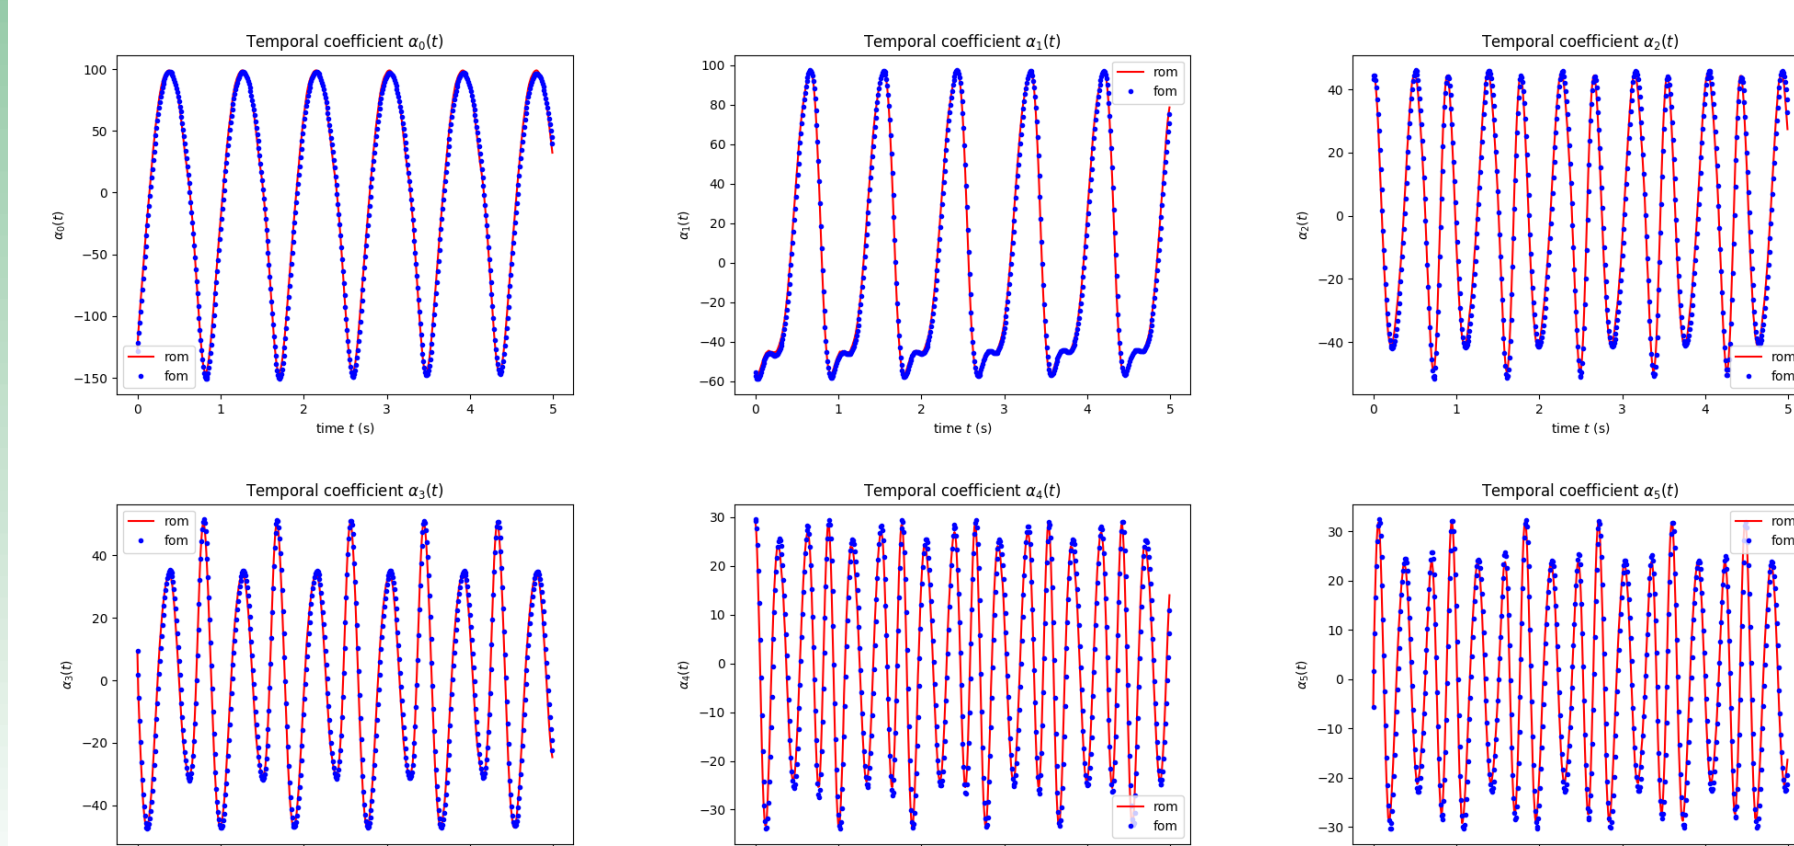 Temporal coefficient α₀(t)
100
50
0
−50
−100
−150
α₀(t)
rom
fom
0 1 2 3 4 5
time t (s)
Temporal coefficient α₁(t)
100
80
60
40
20
0
−20
−40
−60
α₁(t)
rom
fom
0 1 2 3 4 5
time t (s)
Temporal coefficient α₂(t)
40
20
0
−20
−40
α₂(t)
rom
fom
0 1 2 3 4 5
time t (s)
Temporal coefficient α₃(t)
40
20
0
−20
−40
α₃(t)
rom
fom
Temporal coefficient α₄(t)
30
20
10
0
−10
−20
−30
α₄(t)
rom
fom
Temporal coefficient α₅(t)
30
20
10
0
−10
−20
−30
α₅(t)
rom
fom